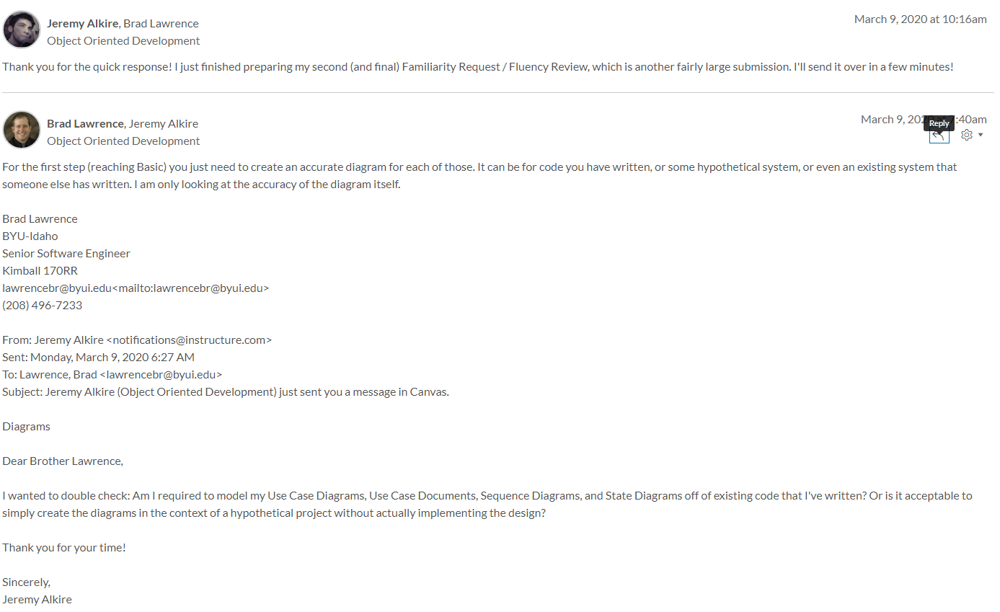 Jeremy Alkire, Brad Lawrence
March 9, 2020 at 10:16am
Object Oriented Development
Thank you for the quick response! I just finished preparing my second (and final) Familiarity Request / Fluency Review, which is another fairly large submission. I'll send it over in a few minutes!
Brad Lawrence, Jeremy Alkire
March 9, 2020 at 7:40am
Reply
Object Oriented Development
For the first step (reaching Basic) you just need to create an accurate diagram for each of those. It can be for code you have written, or some hypothetical system, or even an existing system that
someone else has written. I am only looking at the accuracy of the diagram itself.
Brad Lawrence
BYU-Idaho
Senior Software Engineer
Kimball 170RR
lawrencebr@byui.edu<mailto:lawrencebr@byui.edu>
(208) 496-7233
From: Jeremy Alkire <notifications@instructure.com>
Sent: Monday, March 9, 2020 6:27 AM
To: Lawrence, Brad <lawrencebr@byui.edu>
Subject: Jeremy Alkire (Object Oriented Development) just sent you a message in Canvas.
Diagrams
Dear Brother Lawrence,
I wanted to double check: Am I required to model my Use Case Diagrams, Use Case Documents, Sequence Diagrams, and State Diagrams off of existing code that I've written? Or is it acceptable to
simply create the diagrams in the context of a hypothetical project without actually implementing the design?
Thank you for your time!
Sincerely,
Jeremy Alkire